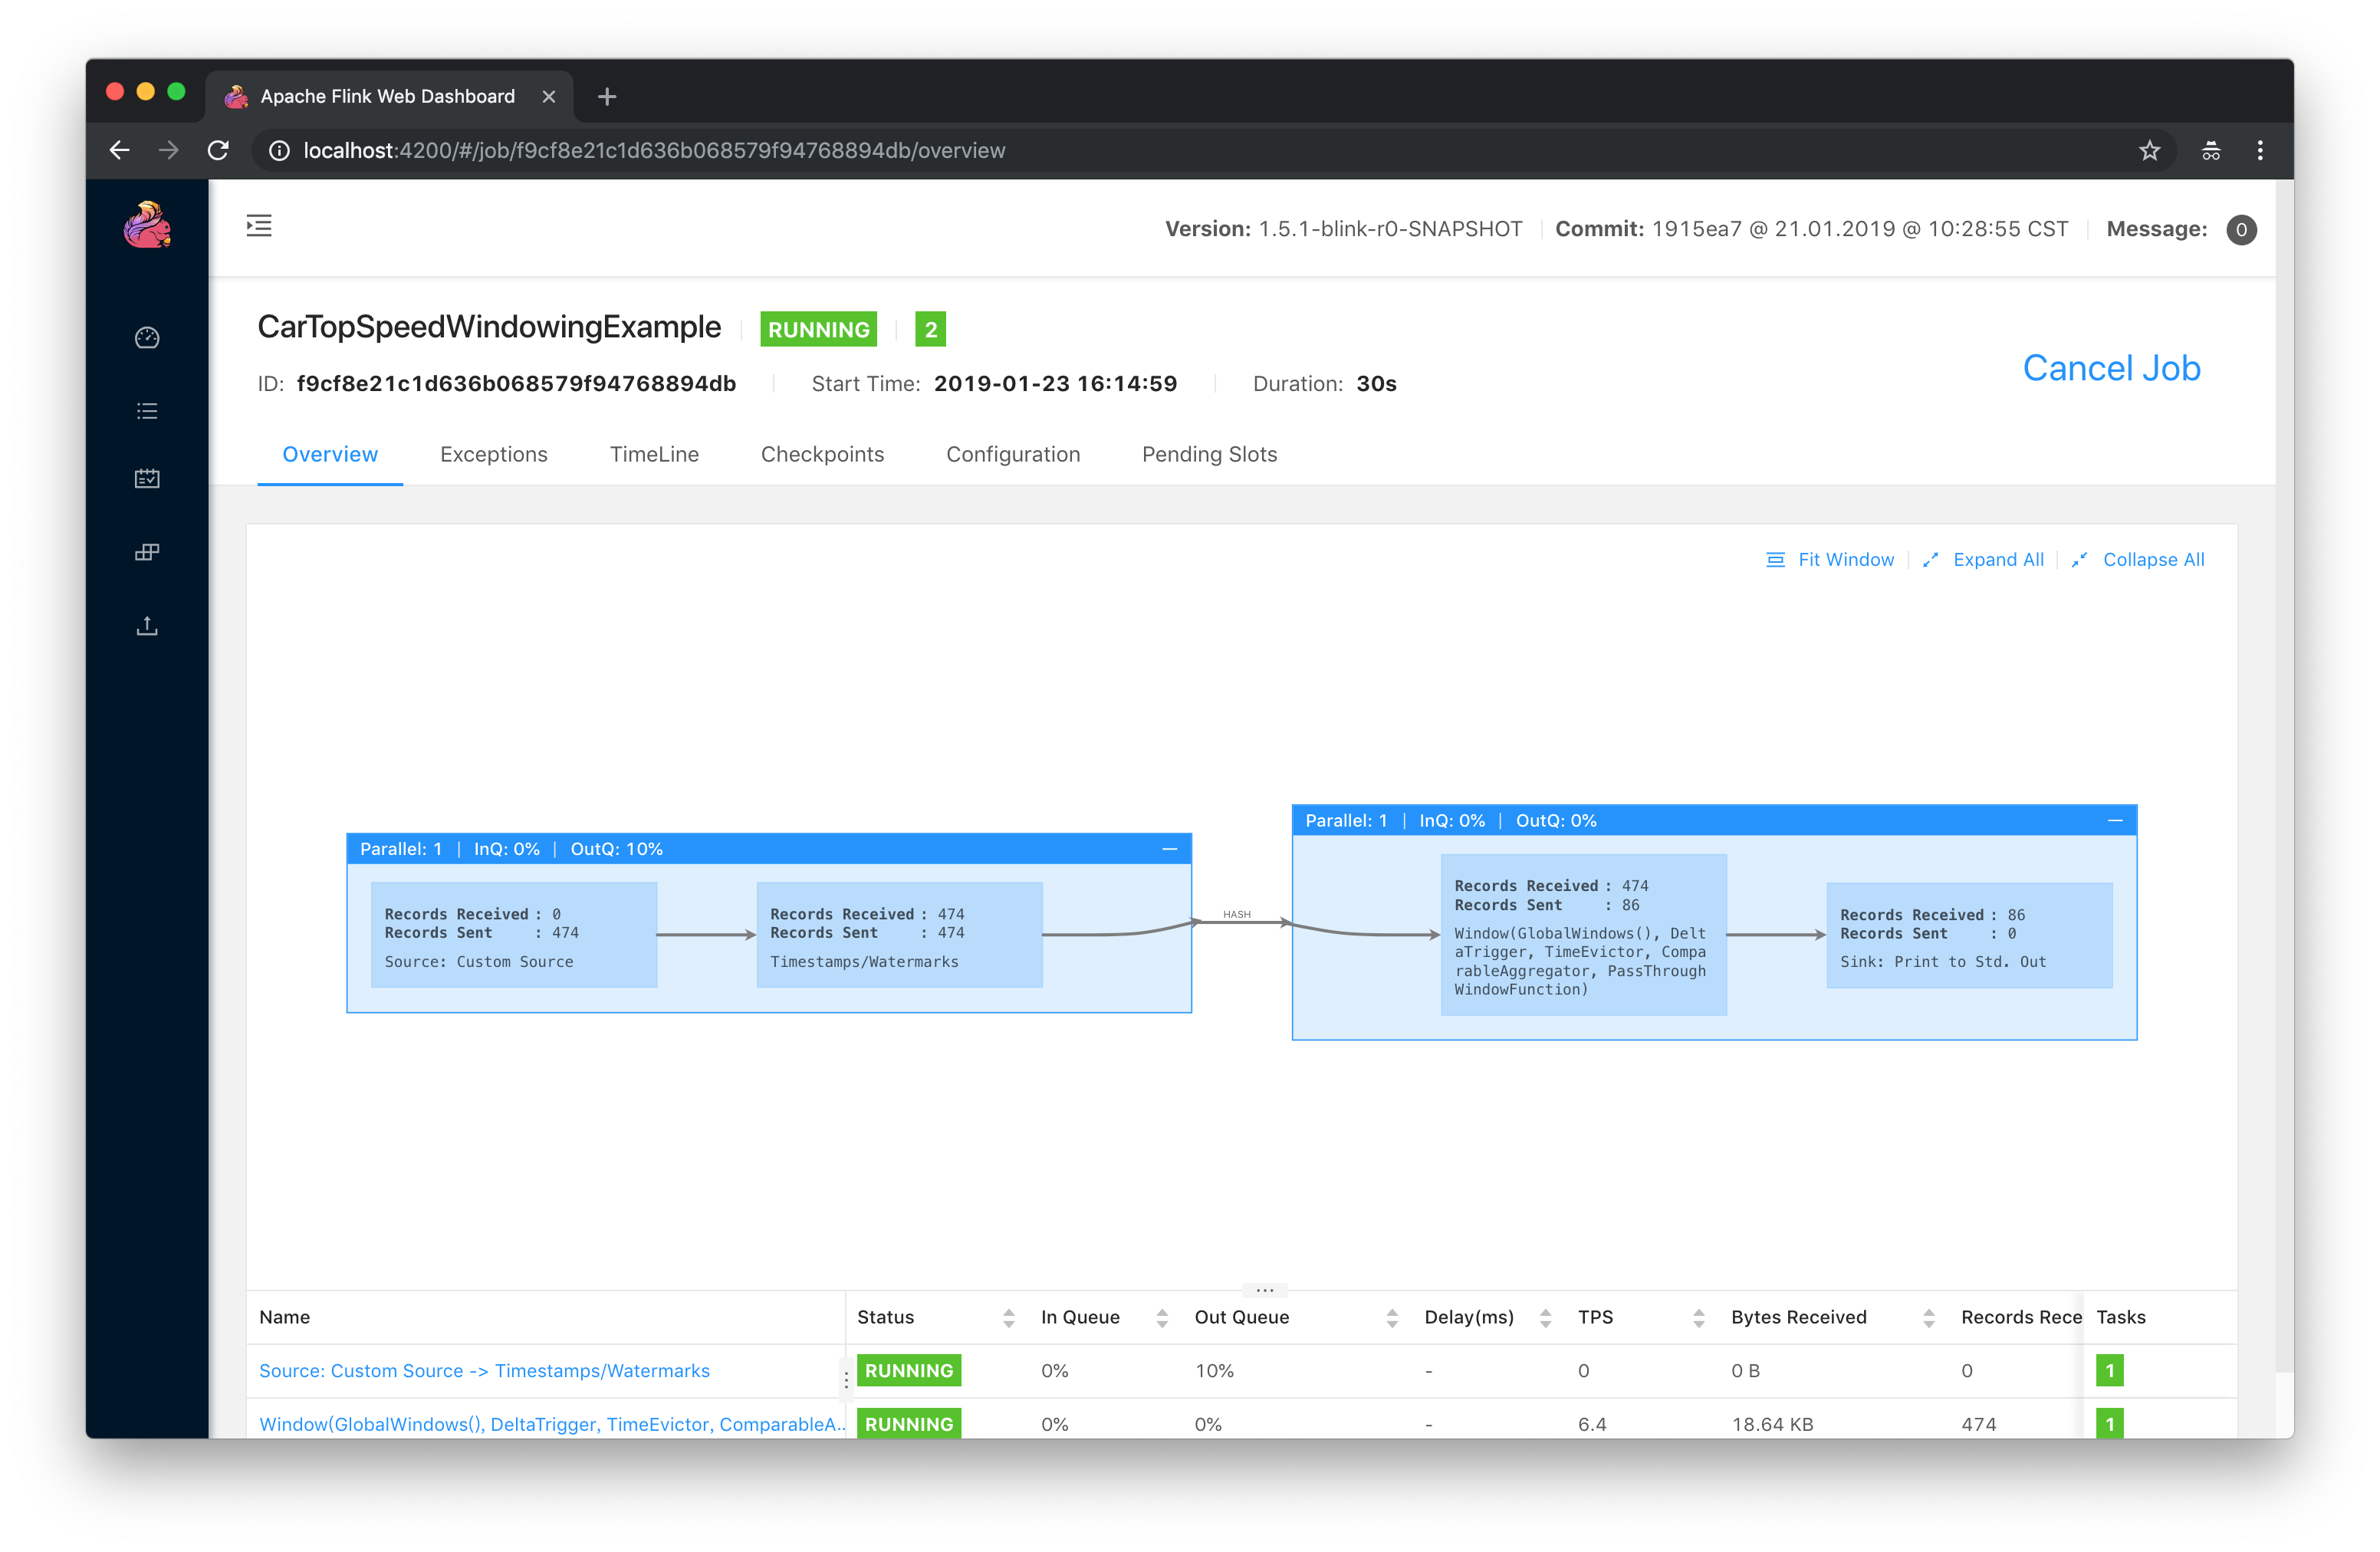 Apache Flink Web Dashboard
localhost:4200/#/job/f9cf8e21c1d636b068579f94768894db/overview
Version: 1.5.1-blink-r0-SNAPSHOT Commit: 1915ea7 @ 21.01.2019 @ 10:28:55 CST Message: 0
CarTopSpeedWindowingExample RUNNING 2
Cancel Job
ID: f9cf8e21c1d636b068579f94768894db Start Time: 2019-01-23 16:14:59 Duration: 30s
Overview Exceptions TimeLine Checkpoints Configuration Pending Slots
Fit Window Expand All Collapse All
Parallel: 1 | InQ: 0% | OutQ: 10%
Records Received : 0
Records Sent : 474
Source: Custom Source
Records Received : 474
Records Sent : 474
Timestamps/Watermarks
HASH
Parallel: 1 | InQ: 0% | OutQ: 0%
Records Received : 474
Records Sent : 86
Window(GlobalWindows(), Delt
aTrigger, TimeEvictor, Compa
rableAggregator, PassThrough
WindowFunction)
Records Received : 86
Records Sent : 0
Sink: Print to Std. Out
Name Status In Queue Out Queue Delay(ms) TPS Bytes Received Records Rece Tasks
Source: Custom Source -> Timestamps/Watermarks RUNNING 0% 10% - 0 0 B 0 1
Window(GlobalWindows(), DeltaTrigger, TimeEvictor, ComparableA... RUNNING 0% 0% - 6.4 18.64 KB 474 1